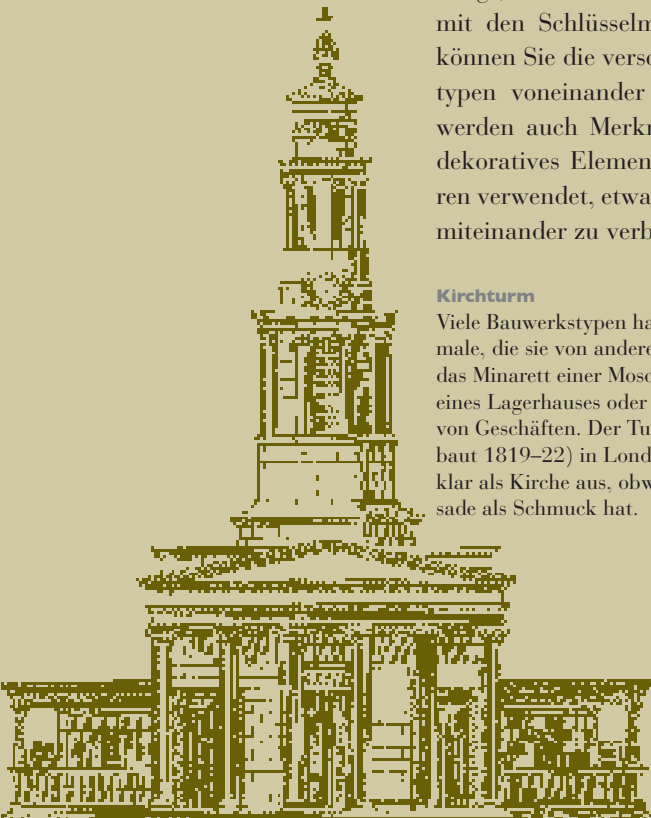 mit den Schlüsselm
können Sie die verso
typen voneinander
werden auch Merkm
dekoratives Elemen
ren verwendet, etwa
miteinander zu verb
Kirchturm
Viele Bauwerkstypen ha
male, die sie von andere
das Minarett einer Mosc
eines Lagerhauses oder
von Geschäften. Der Tu
baut 1819–22) in Lond
klar als Kirche aus, obw
sade als Schmuck hat.